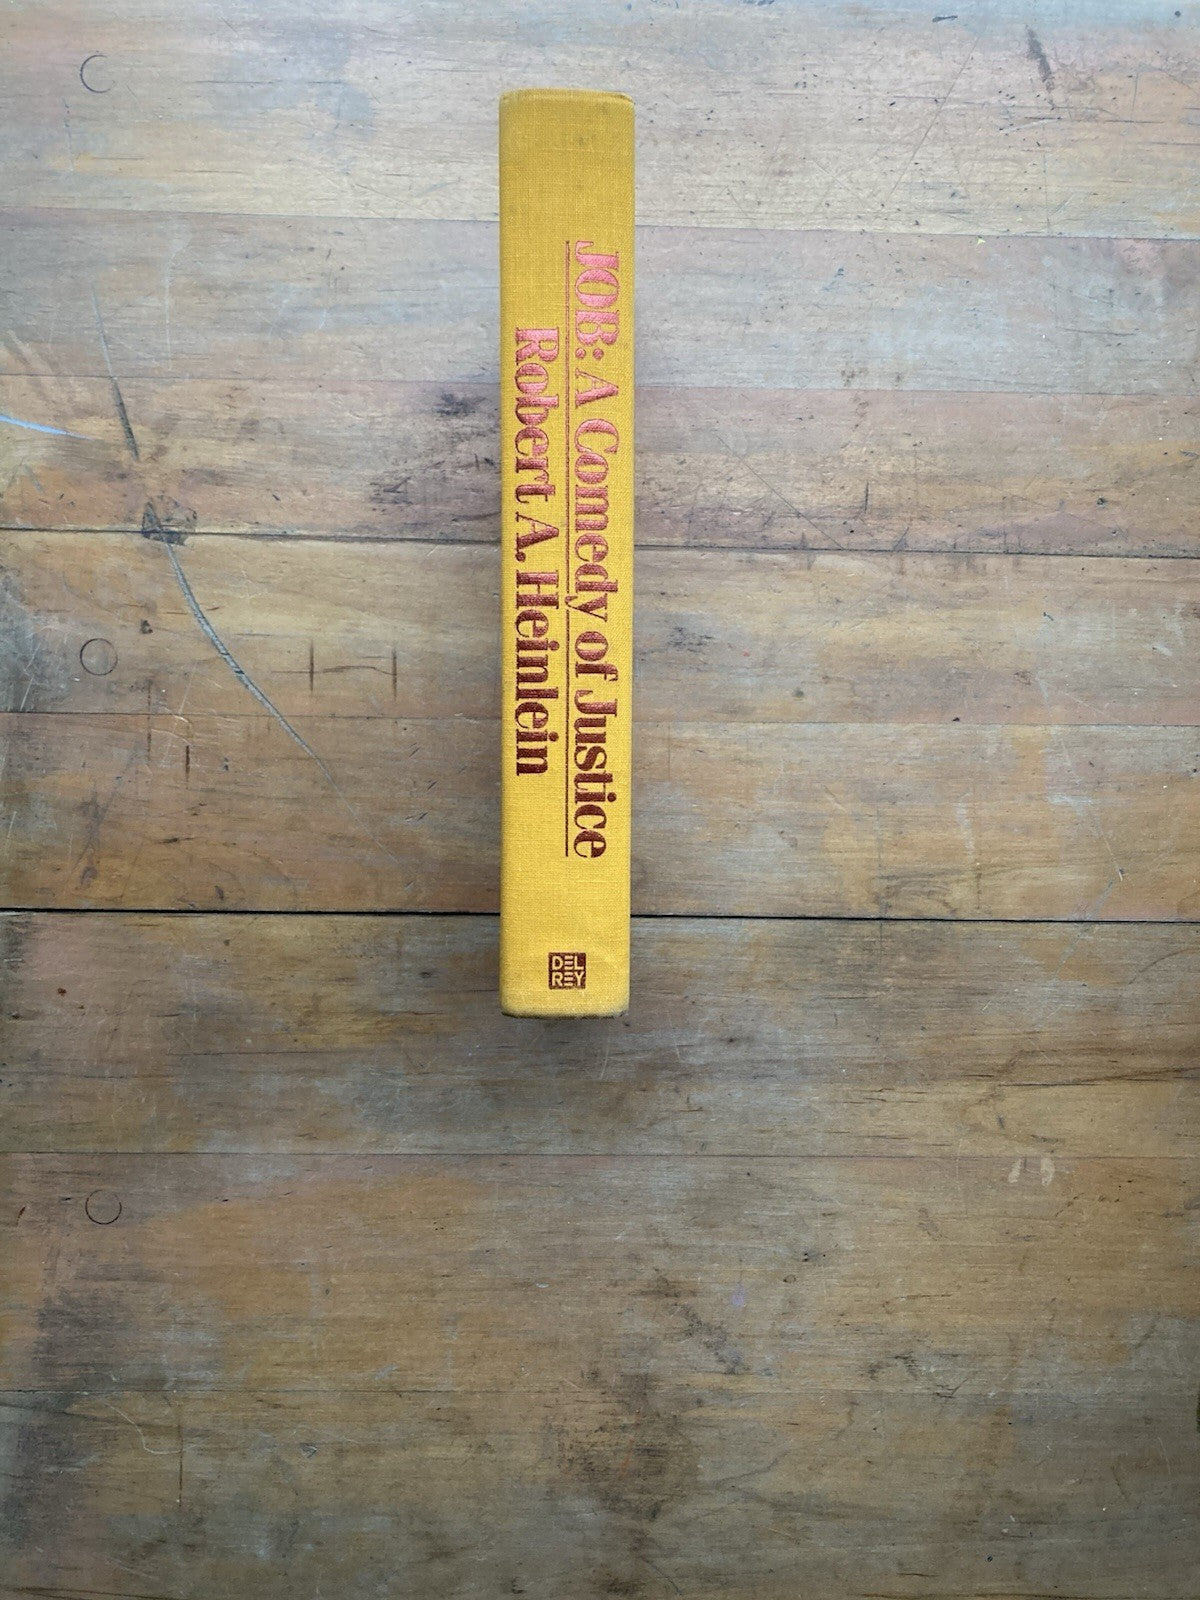 JOB: A Comedy of Justice
Robert A. Heinlein
DEL
REY